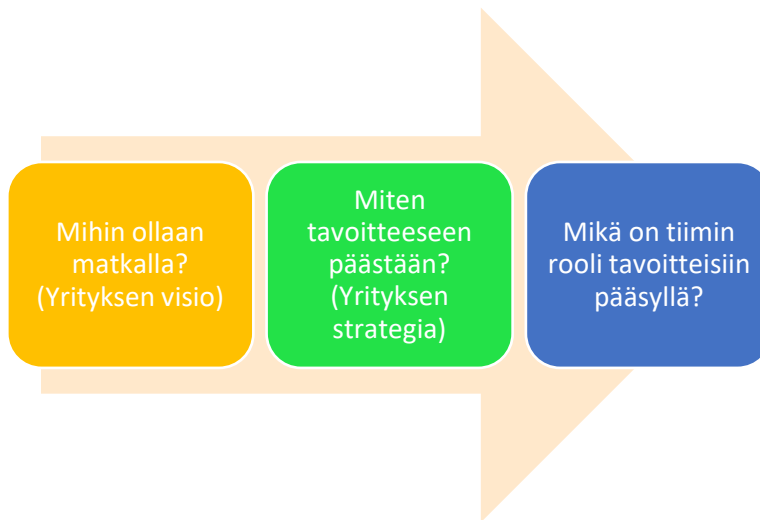 Mihin ollaan
matkalla?
(Yrityksen visio)
Miten
tavoitteeseen
päästään?
(Yrityksen
strategia)
Mikä on tiimin
rooli tavoitteisiin
pääsyllä?